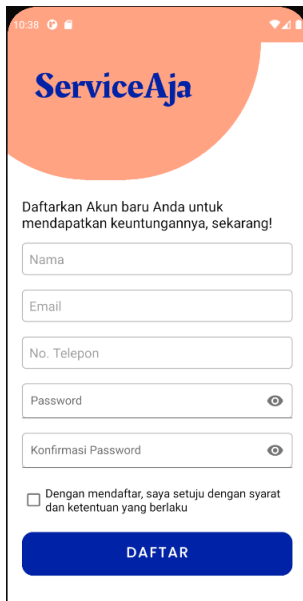 10:38
ServiceAja
Daftarkan Akun baru Anda untuk
mendapatkan keuntungannya, sekarang!
Nama
Email
No. Telepon
Password
Konfirmasi Password
Dengan mendaftar, saya setuju dengan syarat
dan ketentuan yang berlaku
DAFTAR